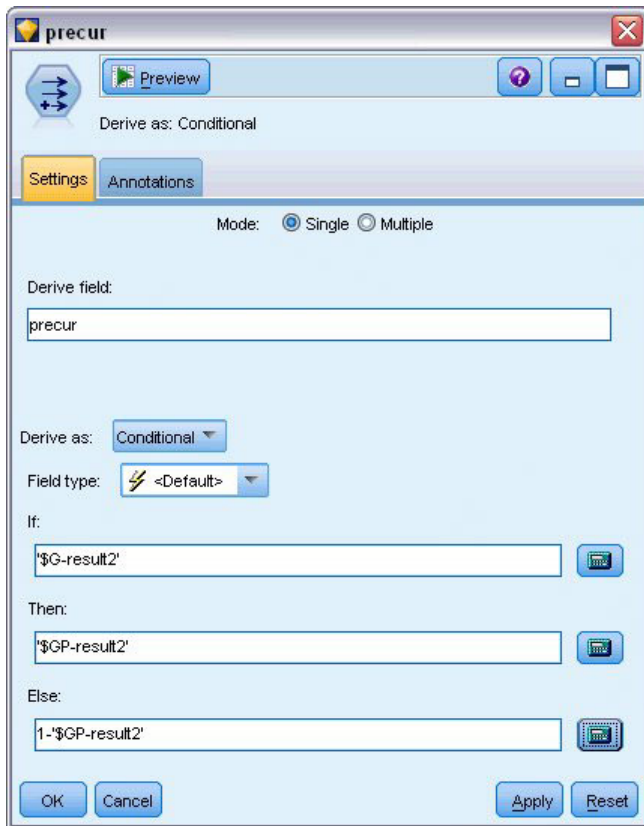 precur
Preview
Derive as: Conditional
Settings Annotations
Mode: Single Multiple
Derive field:
precur
Derive as: Conditional
Field type: <Default>
If:
'$G-result2'
Then:
'$GP-result2'
Else:
1-'$GP-result2'
OK Cancel Apply Reset